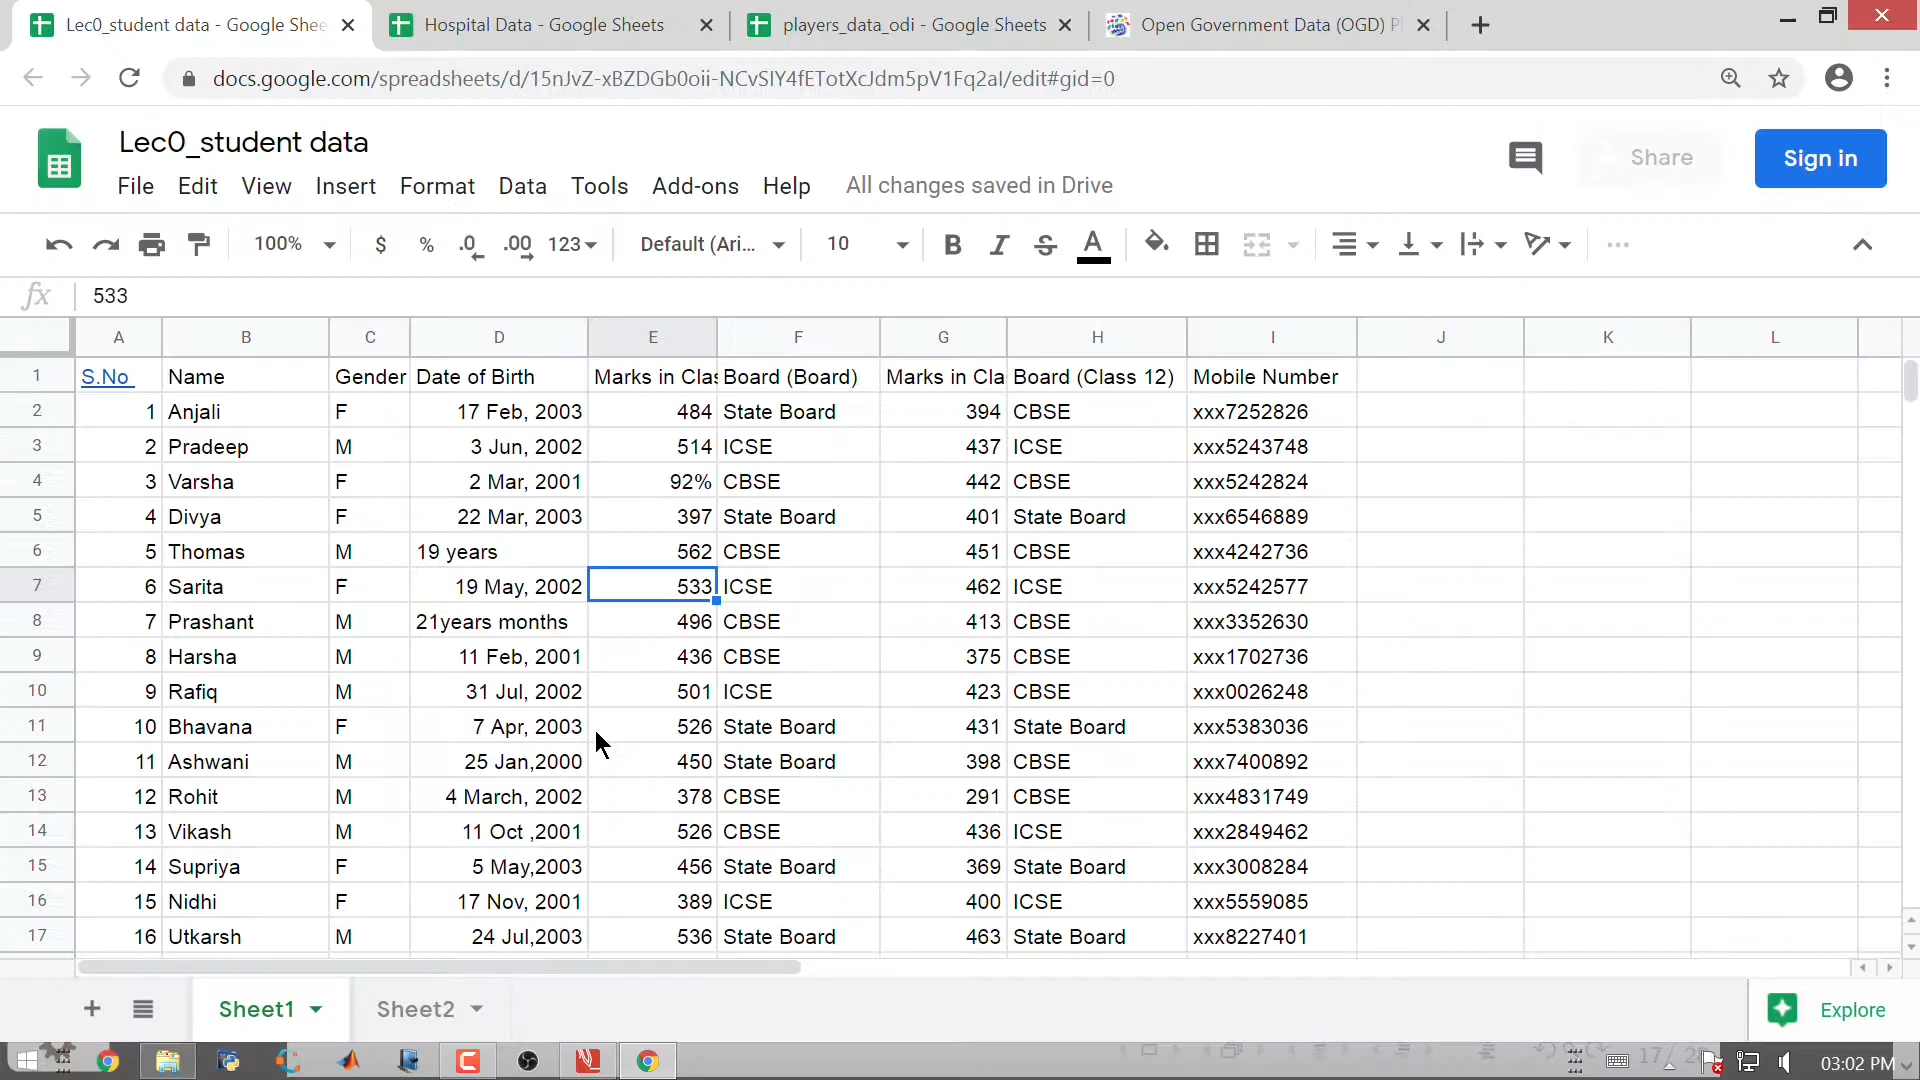 Lec0_student data - Google Shee
Hospital Data - Google Sheets
players_data_odi - Google Sheets
Open Government Data (OGD) P
docs.google.com/spreadsheets/d/15nJvZ-xBZDGb0oii-NCvSIY4fETotXcJdm5pV1Fq2aI/edit#gid=0
Lec0_student data
Share
Sign in
File Edit View Insert Format Data Tools Add-ons Help All changes saved in Drive
100% $ % .0 .00 123 Default (Ari... 10 B I S A
fx 533
A B C D E F G H I J K L
1 S.No Name Gender Date of Birth Marks in Clas Board (Board) Marks in Cla Board (Class 12) Mobile Number
2 1 Anjali F 17 Feb, 2003 484 State Board 394 CBSE xxx7252826
3 2 Pradeep M 3 Jun, 2002 514 ICSE 437 ICSE xxx5243748
4 3 Varsha F 2 Mar, 2001 92% CBSE 442 CBSE xxx5242824
5 4 Divya F 22 Mar, 2003 397 State Board 401 State Board xxx6546889
6 5 Thomas M 19 years 562 CBSE 451 CBSE xxx4242736
7 6 Sarita F 19 May, 2002 533 ICSE 462 ICSE xxx5242577
8 7 Prashant M 21years months 496 CBSE 413 CBSE xxx3352630
9 8 Harsha M 11 Feb, 2001 436 CBSE 375 CBSE xxx1702736
10 9 Rafiq M 31 Jul, 2002 501 ICSE 423 CBSE xxx0026248
11 10 Bhavana F 7 Apr, 2003 526 State Board 431 State Board xxx5383036
12 11 Ashwani M 25 Jan,2000 450 State Board 398 CBSE xxx7400892
13 12 Rohit M 4 March, 2002 378 CBSE 291 CBSE xxx4831749
14 13 Vikash M 11 Oct ,2001 526 CBSE 436 ICSE xxx2849462
15 14 Supriya F 5 May,2003 456 State Board 369 State Board xxx3008284
16 15 Nidhi F 17 Nov, 2001 389 ICSE 400 ICSE xxx5559085
17 16 Utkarsh M 24 Jul,2003 536 State Board 463 State Board xxx8227401
Sheet1 Sheet2 Explore
03:02 PM